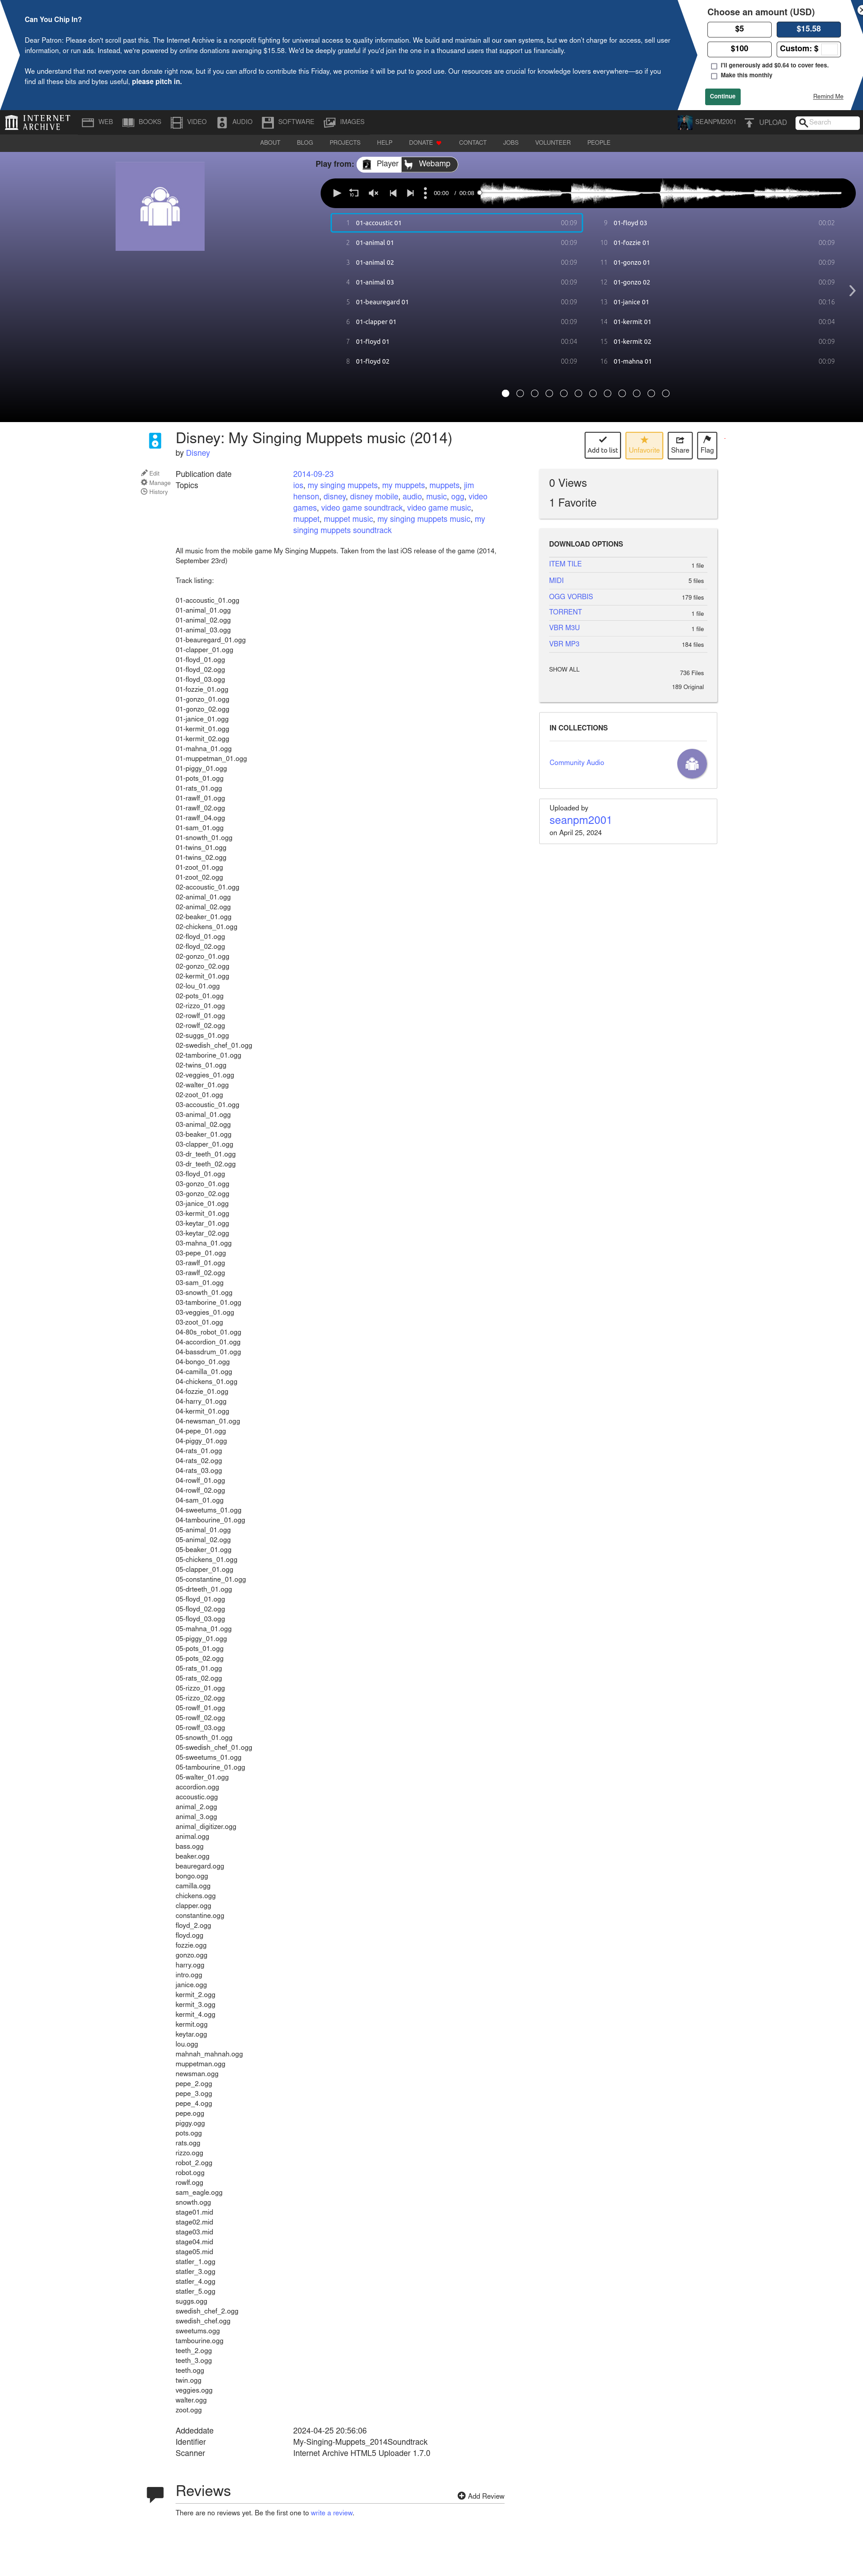 Can You Chip In?
Dear Patron: Please don't scroll past this. The Internet Archive is a nonprofit fighting for universal access to quality information. We build and maintain all our own systems, but we don't charge for access, sell user
information, or run ads. Instead, we're powered by online donations averaging $15.58. We'd be deeply grateful if you'd join the one in a thousand users that support us financially.
We understand that not everyone can donate right now, but if you can afford to contribute this Friday, we promise it will be put to good use. Our resources are crucial for knowledge lovers everywhere—so if you
find all these bits and bytes useful, please pitch in.
Choose an amount (USD)
$5 $15.58
$100 Custom: $
I'll generously add $0.64 to cover fees.
Make this monthly
Continue Remind Me
INTERNET ARCHIVE WEB BOOKS VIDEO AUDIO SOFTWARE IMAGES SEANPM2001 UPLOAD Search
ABOUT BLOG PROJECTS HELP DONATE CONTACT JOBS VOLUNTEER PEOPLE
Play from: Player Webamp
10 00:00 / 00:08
1 01-accoustic 01 00:09
2 01-animal 01 00:09
3 01-animal 02 00:09
4 01-animal 03 00:09
5 01-beauregard 01 00:09
6 01-clapper 01 00:09
7 01-floyd 01 00:04
8 01-floyd 02 00:09
9 01-floyd 03 00:02
10 01-fozzie 01 00:09
11 01-gonzo 01 00:09
12 01-gonzo 02 00:09
13 01-janice 01 00:16
14 01-kermit 01 00:04
15 01-kermit 02 00:09
16 01-mahna 01 00:09
Disney: My Singing Muppets music (2014)
by Disney
Add to list Unfavorite Share Flag
Edit
Manage
History
Publication date 2014-09-23
Topics ios, my singing muppets, my muppets, muppets, jim
henson, disney, disney mobile, audio, music, ogg, video
games, video game soundtrack, video game music,
muppet, muppet music, my singing muppets music, my
singing muppets soundtrack
All music from the mobile game My Singing Muppets. Taken from the last iOS release of the game (2014,
September 23rd)
Track listing:
01-accoustic_01.ogg
01-animal_01.ogg
01-animal_02.ogg
01-animal_03.ogg
01-beauregard_01.ogg
01-clapper_01.ogg
01-floyd_01.ogg
01-floyd_02.ogg
01-floyd_03.ogg
01-fozzie_01.ogg
01-gonzo_01.ogg
01-gonzo_02.ogg
01-janice_01.ogg
01-kermit_01.ogg
01-kermit_02.ogg
01-mahna_01.ogg
01-muppetman_01.ogg
01-piggy_01.ogg
01-pots_01.ogg
01-rats_01.ogg
01-rawlf_01.ogg
01-rawlf_02.ogg
01-rawlf_04.ogg
01-sam_01.ogg
01-snowth_01.ogg
01-twins_01.ogg
01-twins_02.ogg
01-zoot_01.ogg
01-zoot_02.ogg
02-accoustic_01.ogg
02-animal_01.ogg
02-animal_02.ogg
02-beaker_01.ogg
02-chickens_01.ogg
02-floyd_01.ogg
02-floyd_02.ogg
02-gonzo_01.ogg
02-gonzo_02.ogg
02-kermit_01.ogg
02-lou_01.ogg
02-pots_01.ogg
02-rizzo_01.ogg
02-rowlf_01.ogg
02-rowlf_02.ogg
02-suggs_01.ogg
02-swedish_chef_01.ogg
02-tamborine_01.ogg
02-twins_01.ogg
02-veggies_01.ogg
02-walter_01.ogg
02-zoot_01.ogg
03-accoustic_01.ogg
03-animal_01.ogg
03-animal_02.ogg
03-beaker_01.ogg
03-clapper_01.ogg
03-dr_teeth_01.ogg
03-dr_teeth_02.ogg
03-floyd_01.ogg
03-gonzo_01.ogg
03-gonzo_02.ogg
03-janice_01.ogg
03-kermit_01.ogg
03-keytar_01.ogg
03-keytar_02.ogg
03-mahna_01.ogg
03-pepe_01.ogg
03-rawlf_01.ogg
03-rawlf_02.ogg
03-sam_01.ogg
03-snowth_01.ogg
03-tamborine_01.ogg
03-veggies_01.ogg
03-zoot_01.ogg
04-80s_robot_01.ogg
04-accordion_01.ogg
04-bassdrum_01.ogg
04-bongo_01.ogg
04-camilla_01.ogg
04-chickens_01.ogg
04-fozzie_01.ogg
04-harry_01.ogg
04-kermit_01.ogg
04-newsman_01.ogg
04-pepe_01.ogg
04-piggy_01.ogg
04-rats_01.ogg
04-rats_02.ogg
04-rats_03.ogg
04-rowlf_01.ogg
04-rowlf_02.ogg
04-sam_01.ogg
04-sweetums_01.ogg
04-tambourine_01.ogg
05-animal_01.ogg
05-animal_02.ogg
05-beaker_01.ogg
05-chickens_01.ogg
05-clapper_01.ogg
05-constantine_01.ogg
05-drteeth_01.ogg
05-floyd_01.ogg
05-floyd_02.ogg
05-floyd_03.ogg
05-mahna_01.ogg
05-piggy_01.ogg
05-pots_01.ogg
05-pots_02.ogg
05-rats_01.ogg
05-rats_02.ogg
05-rizzo_01.ogg
05-rizzo_02.ogg
05-rowlf_01.ogg
05-rowlf_02.ogg
05-rowlf_03.ogg
05-snowth_01.ogg
05-swedish_chef_01.ogg
05-sweetums_01.ogg
05-tambourine_01.ogg
05-walter_01.ogg
accordion.ogg
accoustic.ogg
animal_2.ogg
animal_3.ogg
animal_digitizer.ogg
animal.ogg
bass.ogg
beaker.ogg
beauregard.ogg
bongo.ogg
camilla.ogg
chickens.ogg
clapper.ogg
constantine.ogg
floyd_2.ogg
floyd.ogg
fozzie.ogg
gonzo.ogg
harry.ogg
intro.ogg
janice.ogg
kermit_2.ogg
kermit_3.ogg
kermit_4.ogg
kermit.ogg
keytar.ogg
lou.ogg
mahnah_mahnah.ogg
muppetman.ogg
newsman.ogg
pepe_2.ogg
pepe_3.ogg
pepe_4.ogg
pepe.ogg
piggy.ogg
pots.ogg
rats.ogg
rizzo.ogg
robot_2.ogg
robot.ogg
rowlf.ogg
sam_eagle.ogg
snowth.ogg
stage01.mid
stage02.mid
stage03.mid
stage04.mid
stage05.mid
statler_1.ogg
statler_3.ogg
statler_4.ogg
statler_5.ogg
suggs.ogg
swedish_chef_2.ogg
swedish_chef.ogg
sweetums.ogg
tambourine.ogg
teeth_2.ogg
teeth_3.ogg
teeth.ogg
twin.ogg
veggies.ogg
walter.ogg
zoot.ogg
Addeddate 2024-04-25 20:56:06
Identifier My-Singing-Muppets_2014Soundtrack
Scanner Internet Archive HTML5 Uploader 1.7.0
Reviews
Add Review
There are no reviews yet. Be the first one to write a review.
0 Views
1 Favorite
DOWNLOAD OPTIONS
ITEM TILE 1 file
MIDI 5 files
OGG VORBIS 179 files
TORRENT 1 file
VBR M3U 1 file
VBR MP3 184 files
SHOW ALL 736 Files
189 Original
IN COLLECTIONS
Community Audio
Uploaded by
seanpm2001
on April 25, 2024